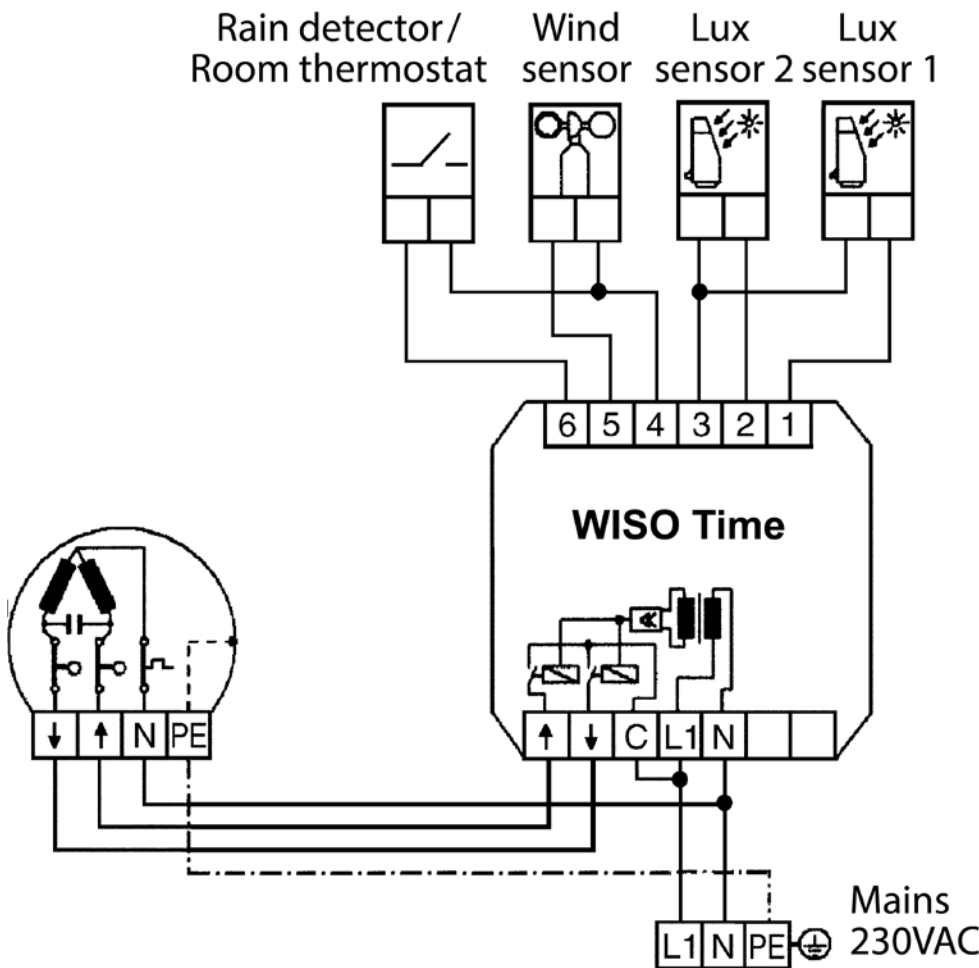 Rain detector/
Room thermostat
Wind
sensor
Lux
sensor 2
Lux
sensor 1
6 5 4 3 2 1
WISO Time
↓ ↑ N PE
↑ ↓ C L1 N
L1 N PE
Mains
230VAC